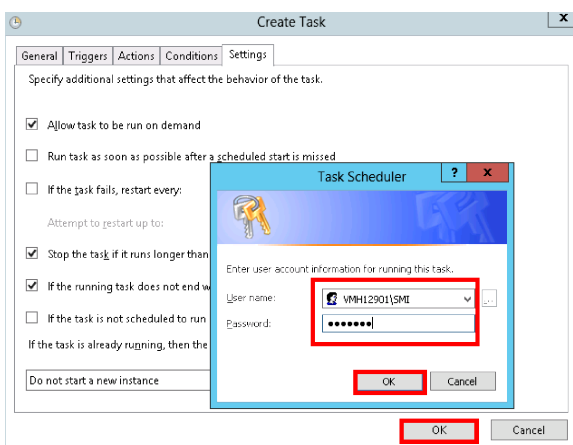 Create Task
x
General Triggers Actions Conditions Settings
Specify additional settings that affect the behavior of the task.
Allow task to be run on demand
Run task as soon as possible after a scheduled start is missed
If the task fails, restart every:
Attempt to restart up to:
Stop the task if it runs longer than
If the running task does not end w
If the task is not scheduled to run
If the task is already running, then the
Do not start a new instance
Task Scheduler
? x
Enter user account information for running this task.
User name: VMH12901\SMI ...
Password: •••••••
OK Cancel
OK Cancel